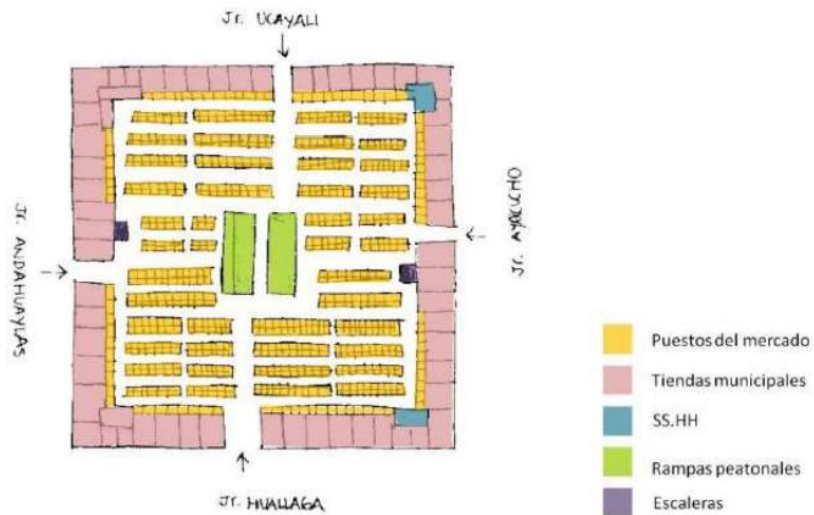 Jr. UCAYALI
Jr. ANDAHUAYLAS
Jr. AYACUCHO
Jr. HUALLAGA
Puestos del mercado
Tiendas municipales
SS.HH
Rampas peatonales
Escaleras